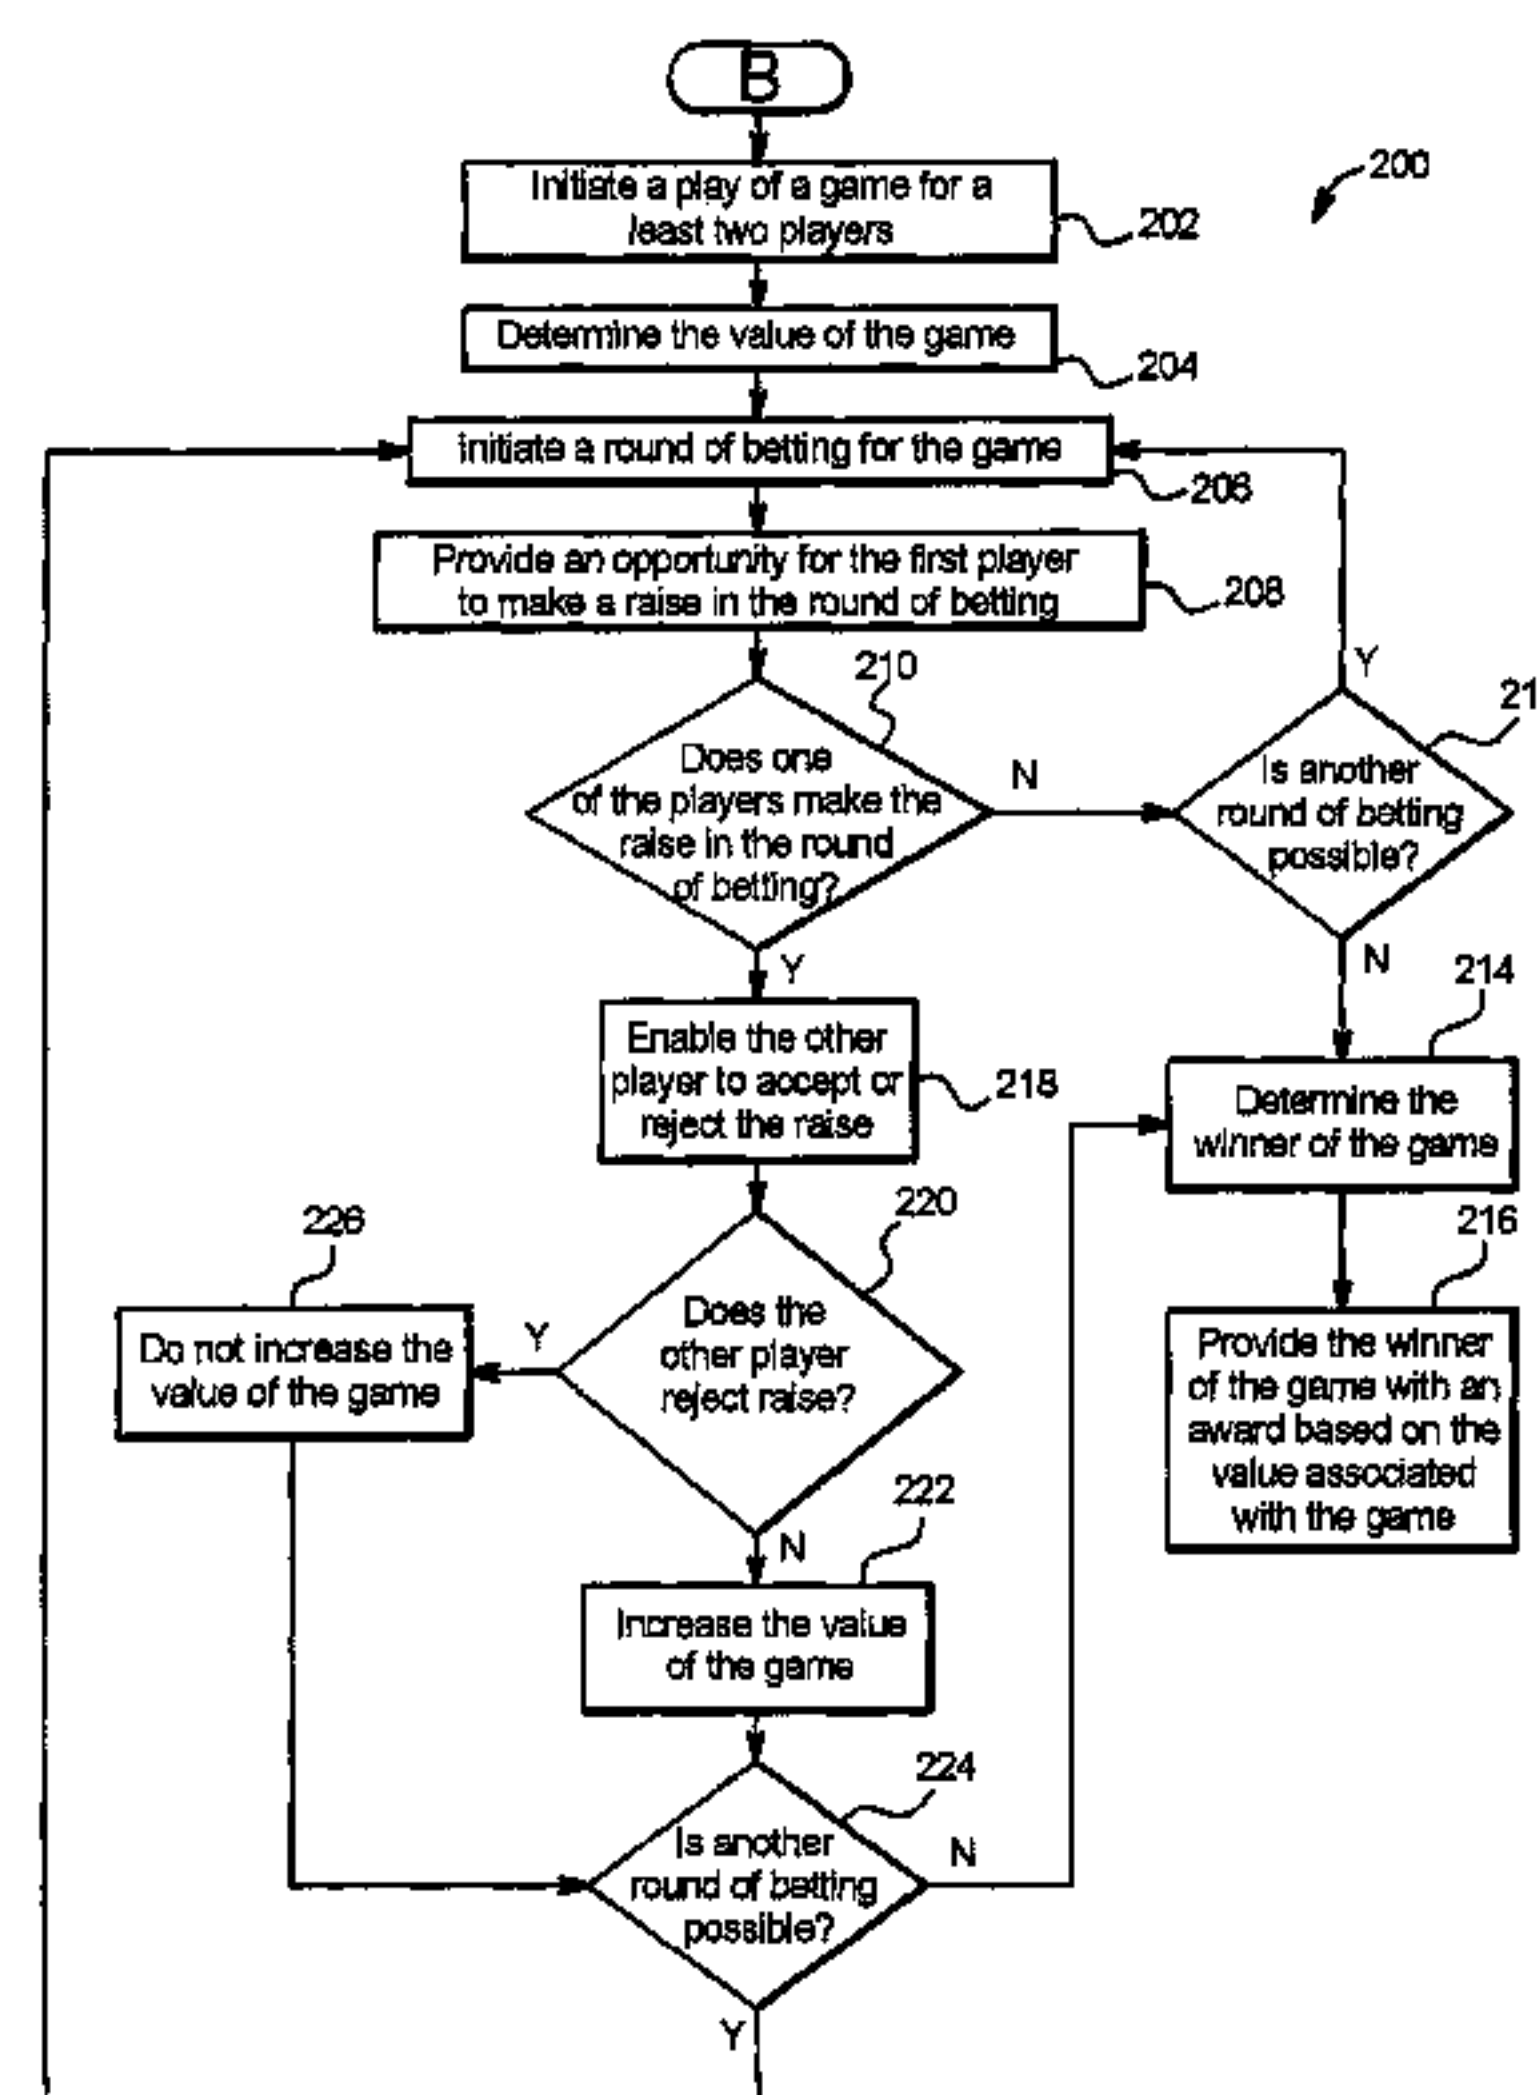 B
200
Initiate a play of a game for a
least two players
202
Determine the value of the game
204
Initiate a round of betting for the game
206
Provide an opportunity for the first player
to make a raise in the round of betting
208
210
Does one
of the players make the
raise in the round
of betting?
N
Y
21
Is another
round of betting
possible?
Y
N
214
Enable the other
player to accept or
reject the raise
218
Determine the
winner of the game
216
Provide the winner
of the game with an
award based on the
value associated
with the game
220
Does the
other player
reject raise?
Y
226
Do not increase the
value of the game
N
222
Increase the value
of the game
224
Is another
round of betting
possible?
N
Y